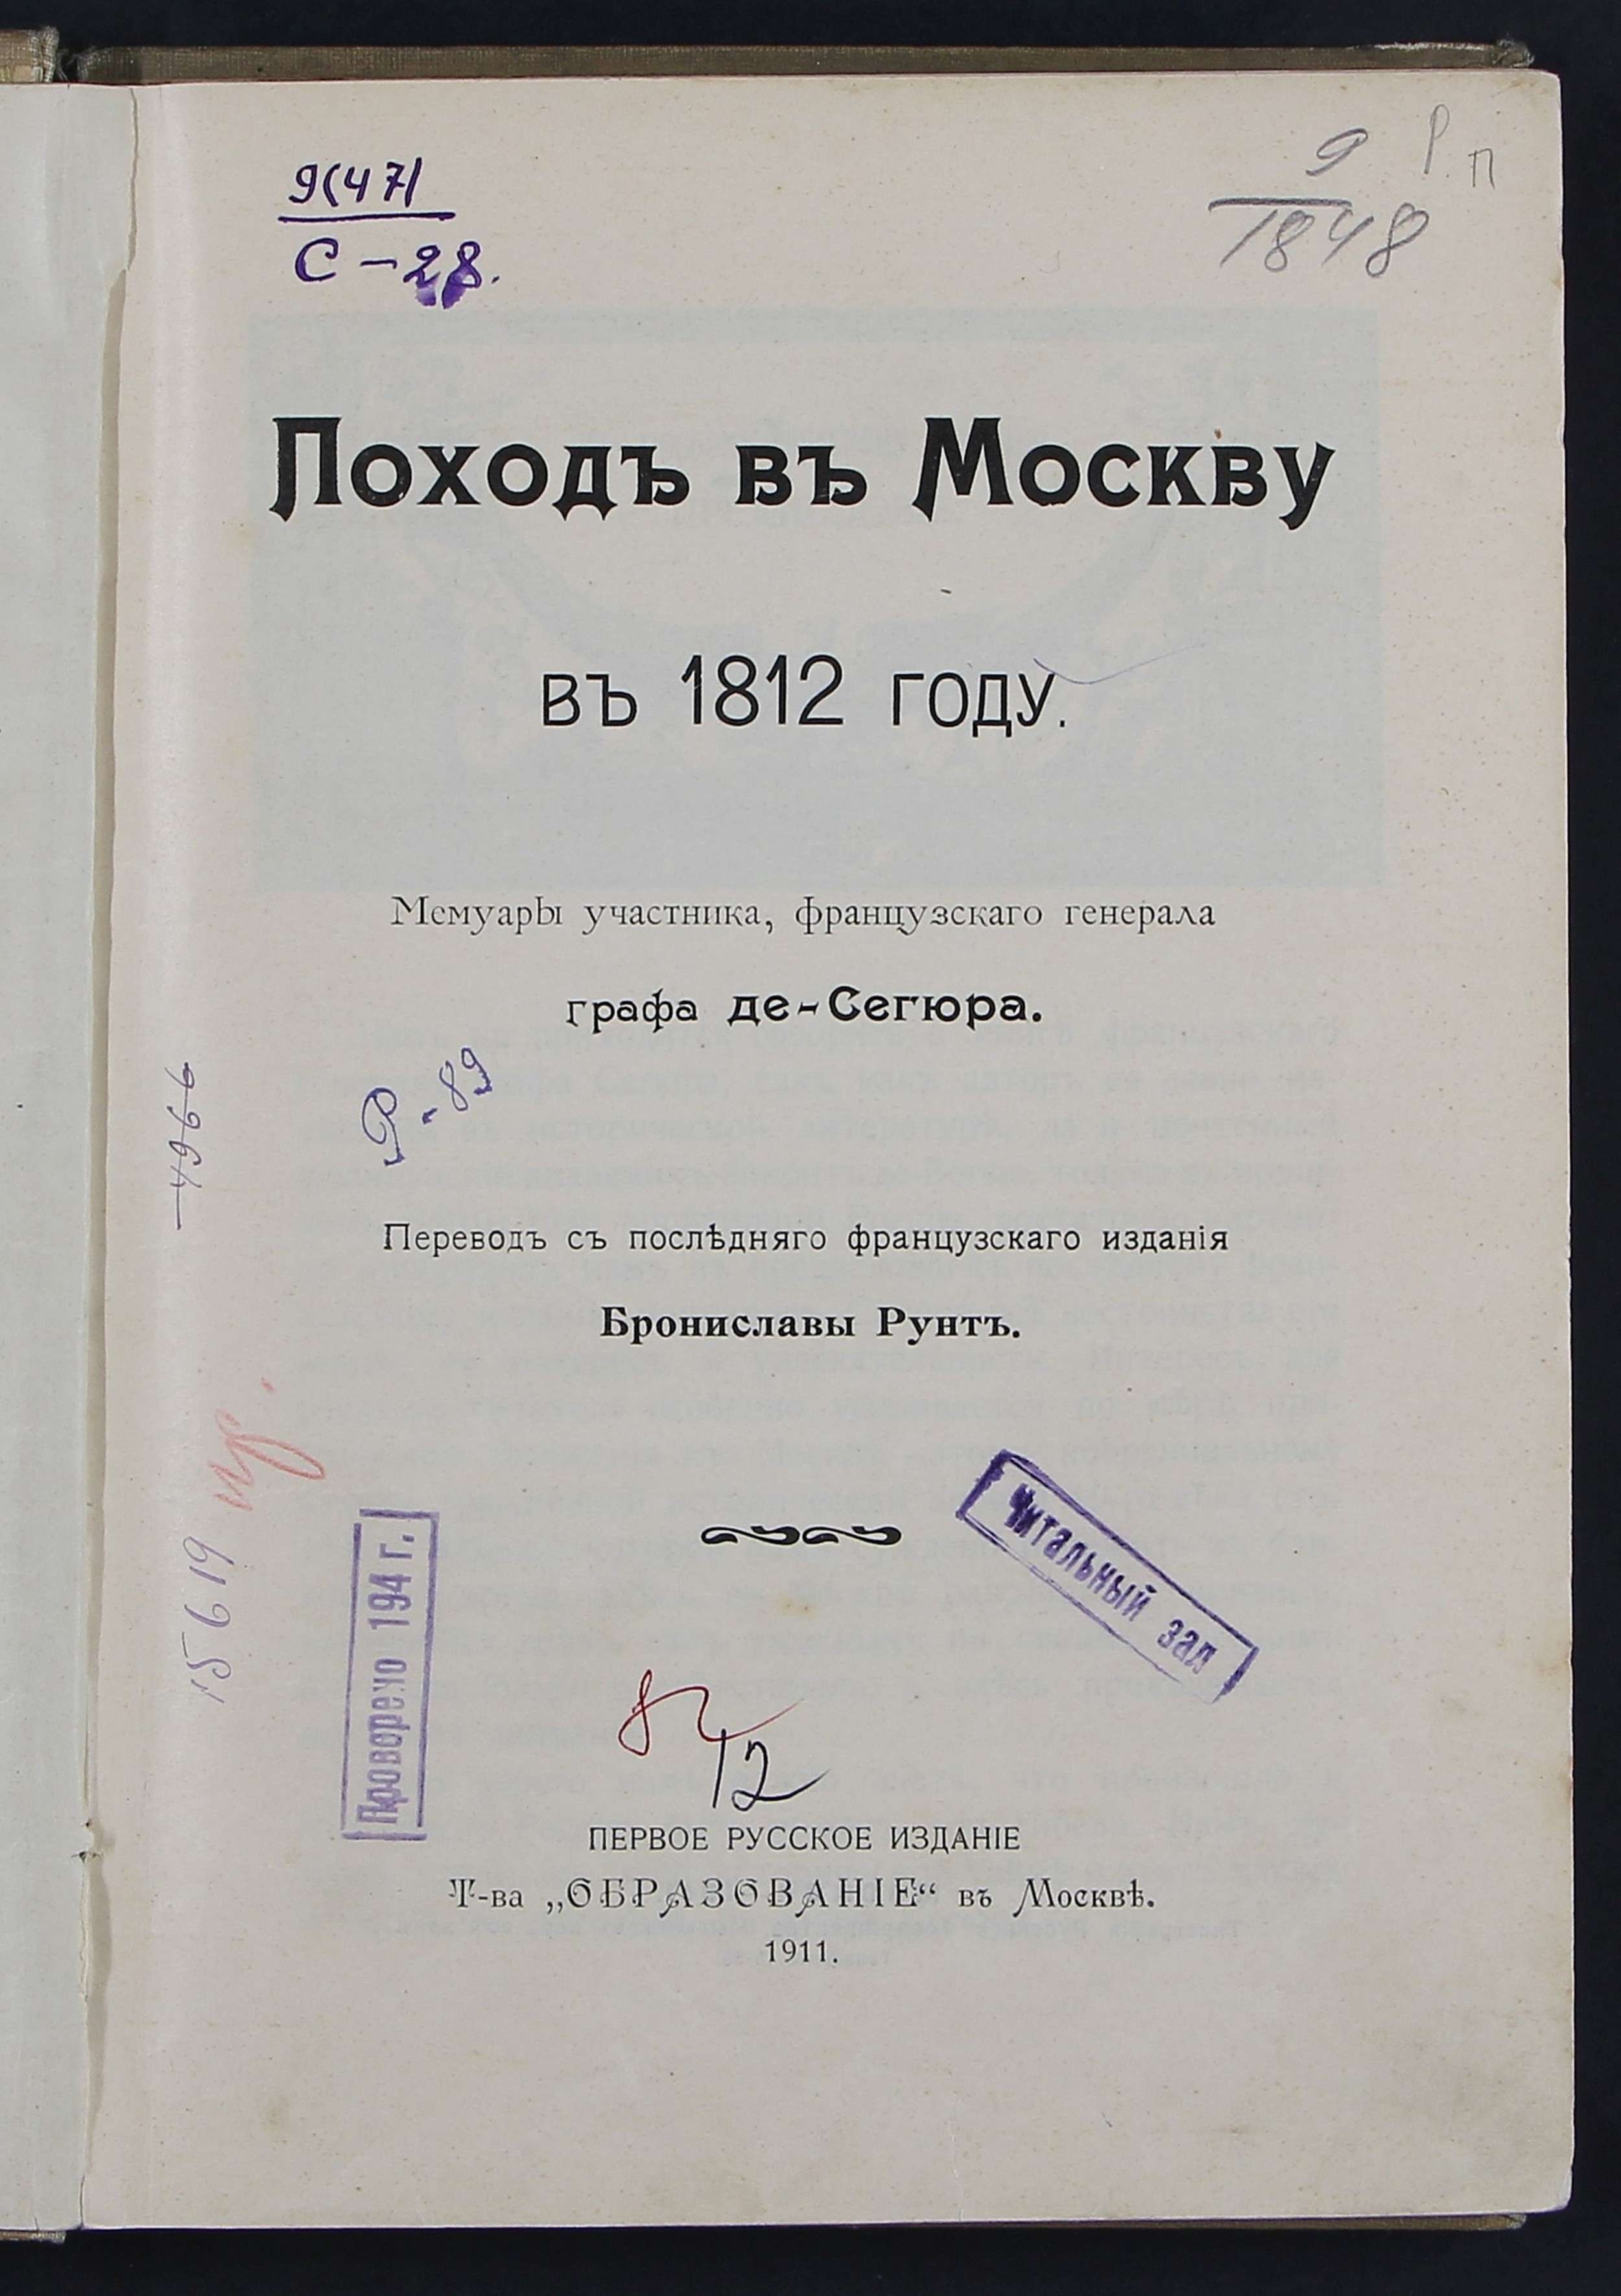 9(47)
С-28.
9
1848
Р.П
Походъ въ Москву
въ 1812 году.
Мемуары участника, французскаго генерала
графа де-Сегюра.
Р-89
4966
Переводъ съ послѣдняго французскаго изданія
Брониславы Рунтъ.
пр.
15619
Проверено 194 г.
Читальный зал
12
ПЕРВОЕ РУССКОЕ ИЗДАНІЕ
Т-ва „ОБРАЗОВАНІЕ“ въ Москвѣ.
1911.